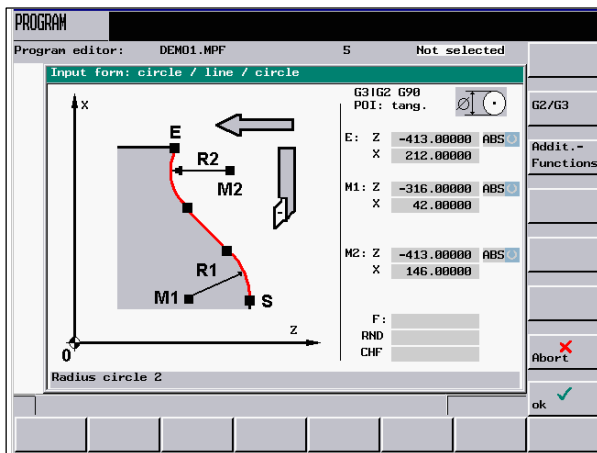 PROGRAM
Program editor: DEMO1.MPF 5 Not selected
Input form: circle / line / circle
G3|G2 G90
POI: tang.
Ø
X
E
R2
M2
R1
M1
S
Z
0
E: Z -413.00000 ABS
X 212.00000
M1: Z -316.00000 ABS
X 42.00000
M2: Z -413.00000 ABS
X 146.00000
F:
RND
CHF
Radius circle 2
G2/G3
Addit.-
Functions
Abort
ok